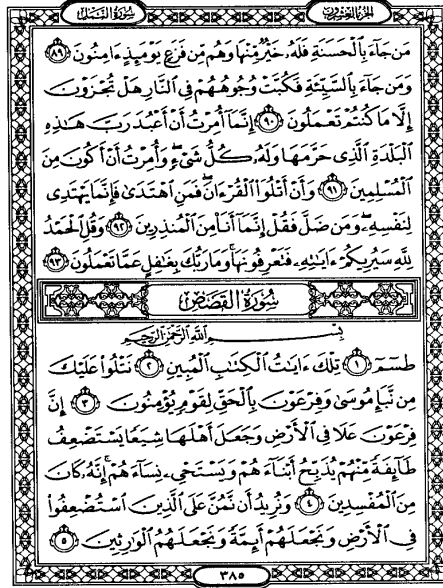 الجزء العشرون سورة النمل
مَن جَآءَ بِٱلْحَسَنَةِ فَلَهُۥ خَيْرٌ مِّنْهَا وَهُم مِّن فَزَعٍ يَوْمَئِذٍ ءَامِنُونَ ٨٩
وَمَن جَآءَ بِٱلسَّيِّئَةِ فَكُبَّتْ وُجُوهُهُمْ فِى ٱلنَّارِ هَلْ تُجْزَوْنَ
إِلَّا مَا كُنتُمْ تَعْمَلُونَ ٩٠ إِنَّمَآ أُمِرْتُ أَنْ أَعْبُدَ رَبَّ هَٰذِهِ
ٱلْبَلْدَةِ ٱلَّذِى حَرَّمَهَا وَلَهُۥ كُلُّ شَىْءٍ وَأُمِرْتُ أَنْ أَكُونَ مِنَ
ٱلْمُسْلِمِينَ ٩١ وَأَنْ أَتْلُوَا۟ ٱلْقُرْءَانَ فَمَنِ ٱهْتَدَىٰ فَإِنَّمَا يَهْتَدِى
لِنَفْسِهِۦ وَمَن ضَلَّ فَقُلْ إِنَّمَآ أَنَا۠ مِنَ ٱلْمُنذِرِينَ ٩٢ وَقُلِ ٱلْحَمْدُ
لِلَّهِ سَيُرِيكُمْ ءَايَٰتِهِۦ فَتَعْرِفُونَهَا وَمَا رَبُّكَ بِغَٰفِلٍ عَمَّا تَعْمَلُونَ ٩٣
سُورَةُ القَصَصِ
بِسْمِ ٱللَّهِ ٱلرَّحْمَٰنِ ٱلرَّحِيمِ
طسٓمٓ ١ تِلْكَ ءَايَٰتُ ٱلْكِتَٰبِ ٱلْمُبِينِ ٢ نَتْلُوا۟ عَلَيْكَ
مِن نَّبَإِ مُوسَىٰ وَفِرْعَوْنَ بِٱلْحَقِّ لِقَوْمٍ يُؤْمِنُونَ ٣ إِنَّ
فِرْعَوْنَ عَلَا فِى ٱلْأَرْضِ وَجَعَلَ أَهْلَهَا شِيَعًا يَسْتَضْعِفُ
طَآئِفَةً مِّنْهُمْ يُذَبِّحُ أَبْنَآءَهُمْ وَيَسْتَحْىِۦ نِسَآءَهُمْ إِنَّهُۥ كَانَ
مِنَ ٱلْمُفْسِدِينَ ٤ وَنُرِيدُ أَن نَّمُنَّ عَلَى ٱلَّذِينَ ٱسْتُضْعِفُوا۟
فِى ٱلْأَرْضِ وَنَجْعَلَهُمْ أَئِمَّةً وَنَجْعَلَهُمُ ٱلْوَٰرِثِينَ ٥
٣٨٥